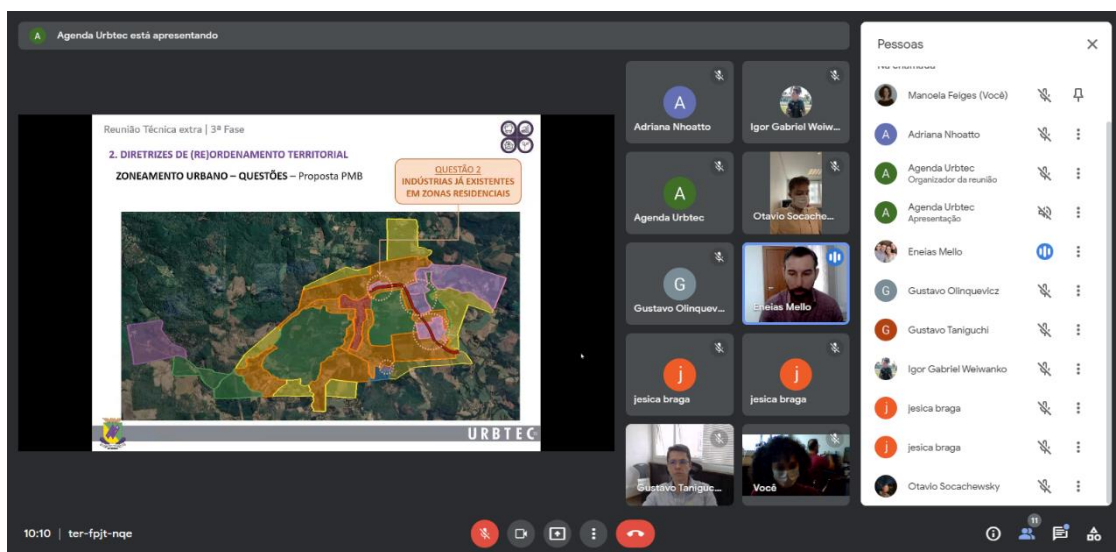 A Agenda Urbtec está apresentando
Reunião Técnica extra | 3ª Fase
2. DIRETRIZES DE (RE)ORDENAMENTO TERRITORIAL
ZONEAMENTO URBANO – QUESTÕES – Proposta PMB
QUESTÃO 2
INDÚSTRIAS JÁ EXISTENTES
EM ZONAS RESIDENCIAIS
URBTEC
A
Adriana Nhoatto
Igor Gabriel Weiw...
A
Agenda Urbtec
Otavio Socache...
G
Gustavo Olinquev...
Eneias Mello
j
jesica braga
j
jesica braga
Gustavo Taniguc...
Você
Pessoas
Na chamada
Manoela Feiges (Você)
A Adriana Nhoatto
A Agenda Urbtec
Organizador da reunião
A Agenda Urbtec
Apresentação
Eneias Mello
G Gustavo Olinquevicz
G Gustavo Taniguchi
Igor Gabriel Weiwanko
j jesica braga
j jesica braga
Otavio Socachewsky
10:10 | ter-fpjt-nqe
11